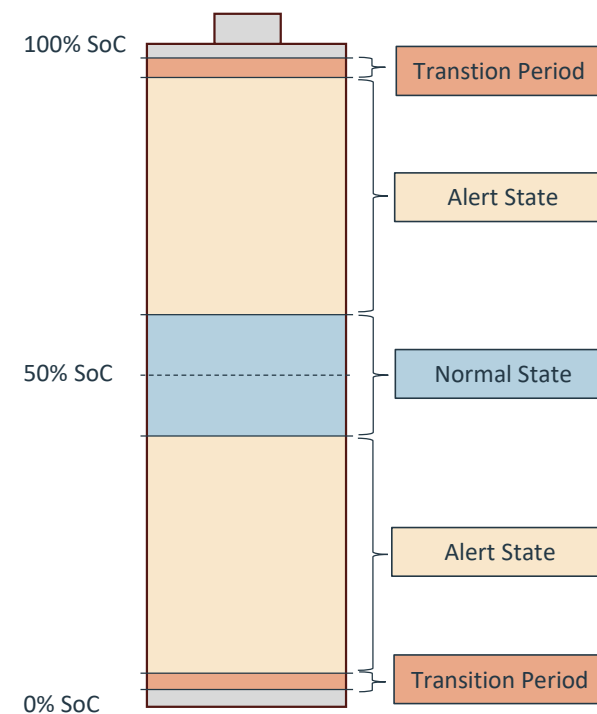 100% SoC
Transtion Period
Alert State
50% SoC
Normal State
Alert State
Transition Period
0% SoC